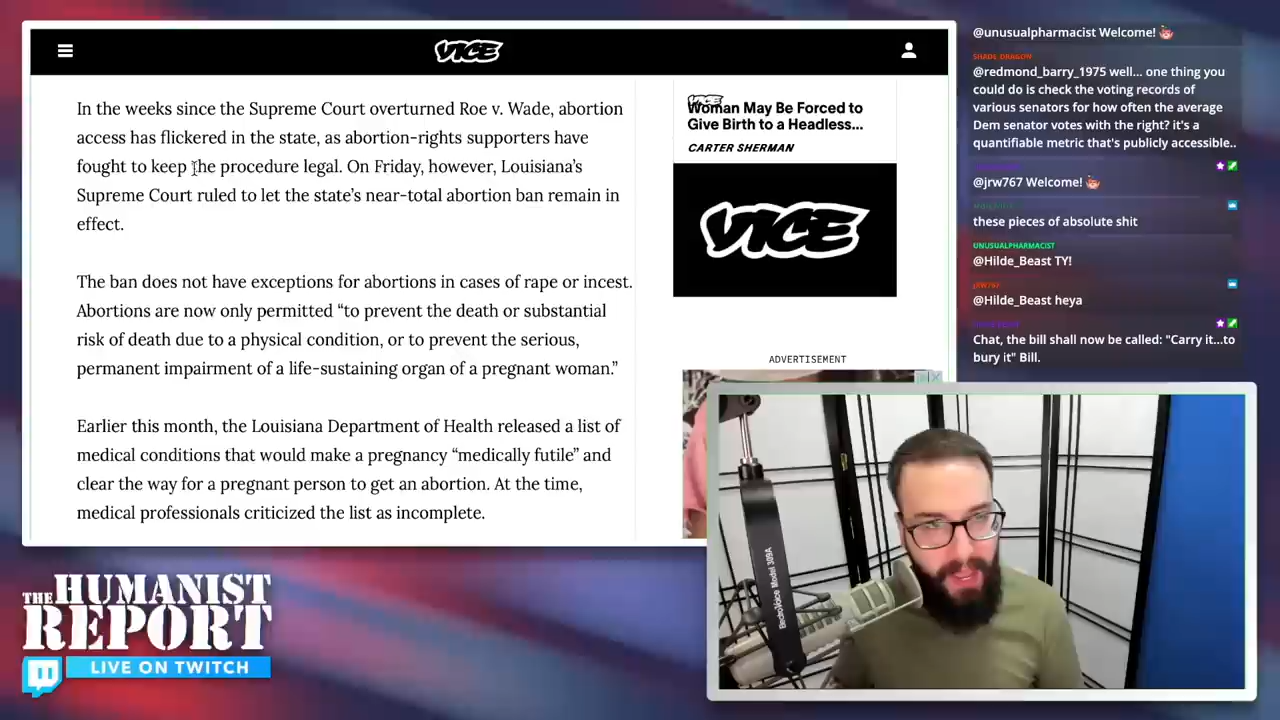 VICE
In the weeks since the Supreme Court overturned Roe v. Wade, abortion
access has flickered in the state, as abortion-rights supporters have
fought to keep the procedure legal. On Friday, however, Louisiana’s
Supreme Court ruled to let the state’s near-total abortion ban remain in
effect.
The ban does not have exceptions for abortions in cases of rape or incest.
Abortions are now only permitted “to prevent the death or substantial
risk of death due to a physical condition, or to prevent the serious,
permanent impairment of a life-sustaining organ of a pregnant woman.”
Earlier this month, the Louisiana Department of Health released a list of
medical conditions that would make a pregnancy “medically futile” and
clear the way for a pregnant person to get an abortion. At the time,
medical professionals criticized the list as incomplete.
VICE
Woman May Be Forced to
Give Birth to a Headless...
CARTER SHERMAN
VICE
ADVERTISEMENT
@unusualpharmacist Welcome!
SHADE_DRAGON
@redmond_barry_1975 well... one thing you
could do is check the voting records of
various senators for how often the average
Dem senator votes with the right? it's a
quantifiable metric that's publicly accessible..
@jrw767 Welcome!
these pieces of absolute shit
UNUSUALPHARMACIST
@Hilde_Beast TY!
JRW767
@Hilde_Beast heya
Chat, the bill shall now be called: "Carry it...to
bury it" Bill.
ElectroVoice Model 309A
THE HUMANIST
REPORT
LIVE ON TWITCH